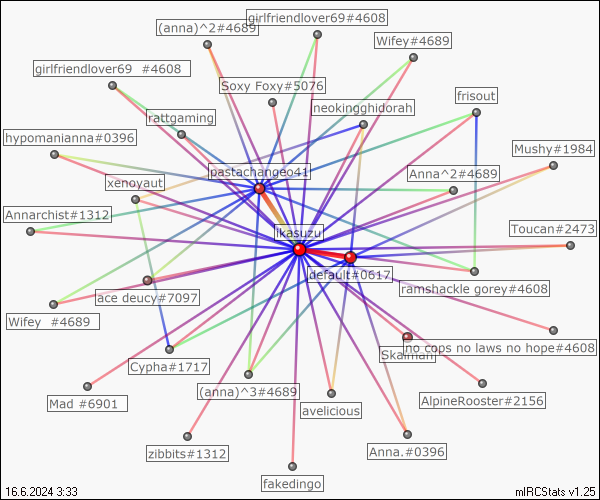 girlfriendlover69#4608
(anna)^2#4689
Wifey#4689
girlfriendlover69 #4608
Soxy Foxy#5076
frisout
neokingghidorah
rattgaming
hypomanianna#0396
Mushy#1984
pastachangeo41
Anna^2#4689
xenoyaut
Annarchist#1312
Toucan#2473
ikasuzu
default#0617
ramshackle gorey#4608
ace deucy#7097
Wifey #4689
no cops no laws no hope#4608
Skaiman
Cypha#1717
(anna)^3#4689
AlpineRooster#2156
Mad #6901
avelicious
Anna.#0396
zibbits#1312
fakedingo
16.6.2024 3:33
mIRCStats v1.25